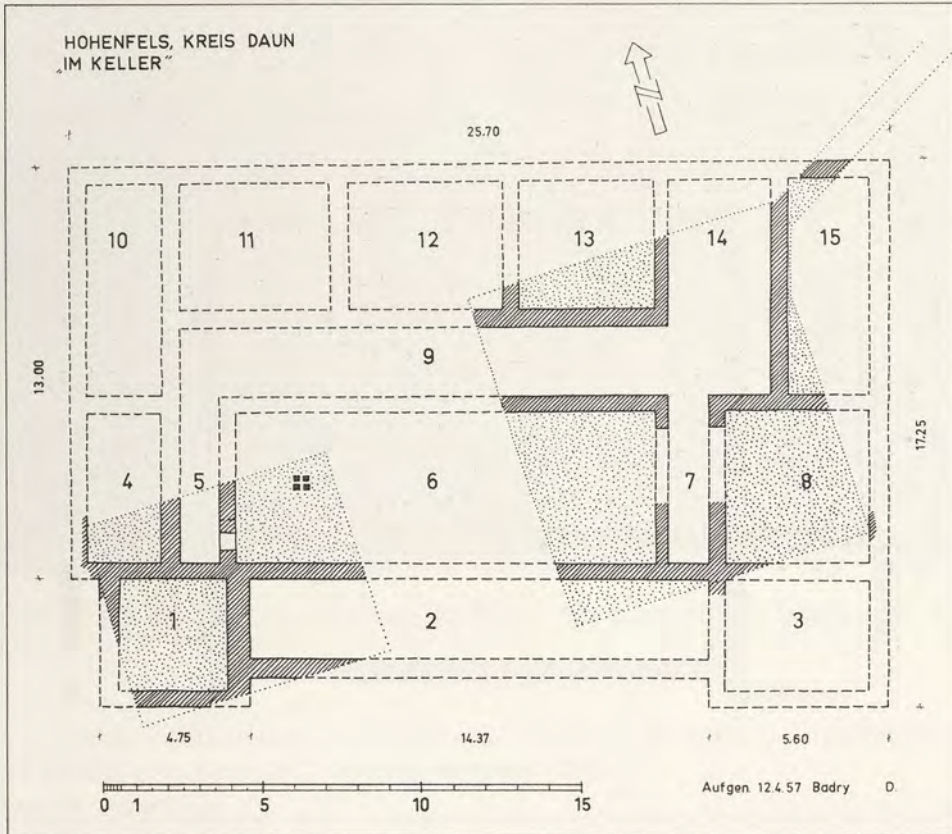 HOHENFELS, KREIS DAUN
„IM KELLER”
25.70
10 11 12 13 14 15
13.00
9
17.25
4 5 6 7 8
1 2 3
4.75 14.37 5.60
0 1 5 10 15
Aufgen. 12.4.57 Badry D.